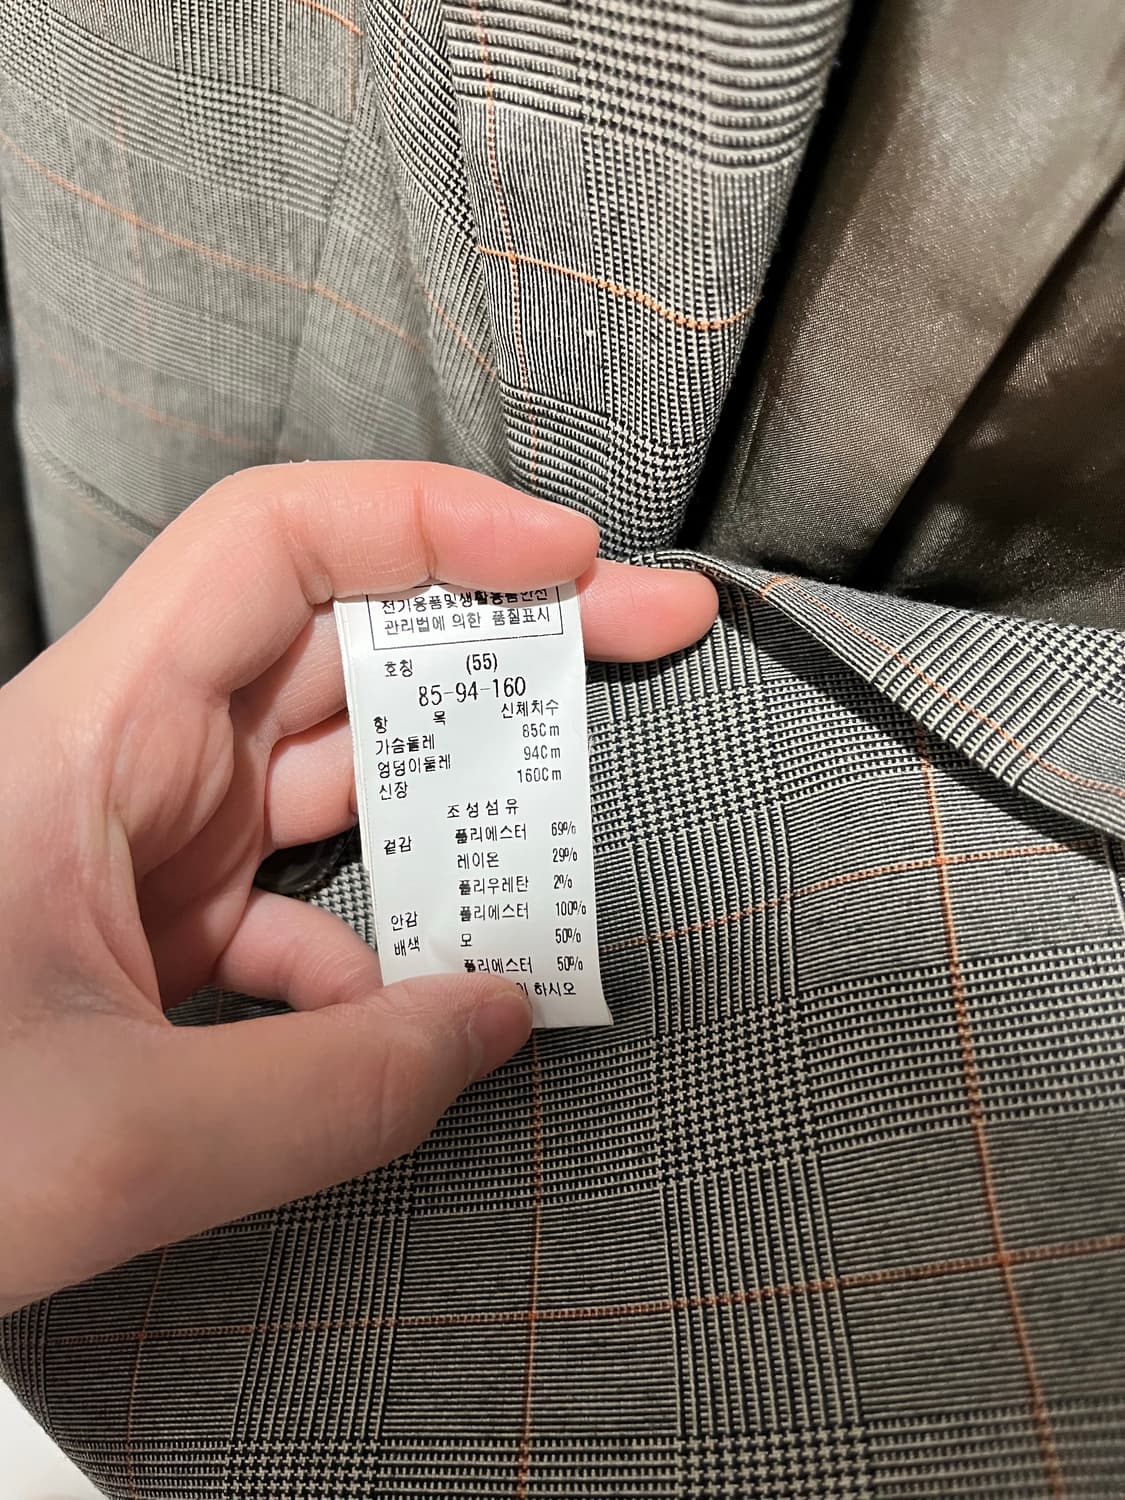 전기용품및생활용품안전
관리법에 의한 품질표시
호칭 (55)
85-94-160
항 목 신체치수
가슴둘레 85Cm
엉덩이둘레 94Cm
신장 160Cm
조성섬유
겉감 폴리에스터 69%
레이온 29%
폴리우레탄 2%
안감 폴리에스터 100%
배색 모 50%
폴리에스터 50%
하시오